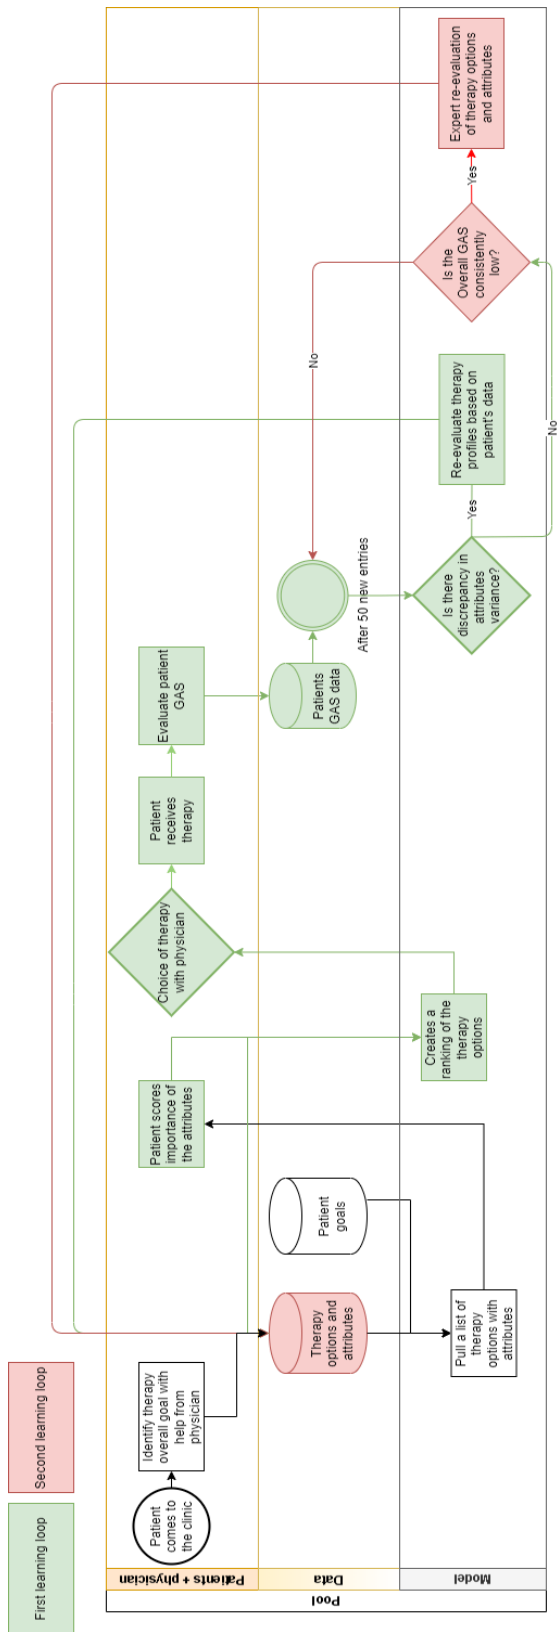 First learning loop
Second learning loop
Pool
Patients + physician
Data
Model
Patient
comes to
the clinic
Identify therapy
overall goal with
help from
physician
Therapy
options and
attributes
Patient
goals
Pull a list of
therapy
options with
attributes
Patient scores
importance of
the attributes
Creates a
ranking of the
therapy
options
Choice of therapy
with physician
Patient
receives
therapy
Evaluate patient
GAS
Patients
GAS data
After 50 new entries
Is there
discrepancy in
attributes
variance?
Yes
No
Re-evaluate therapy
profiles based on
patient's data
Is the
Overall GAS
consistently
low?
No
Yes
Expert re-evaluation
of therapy options
and attributes